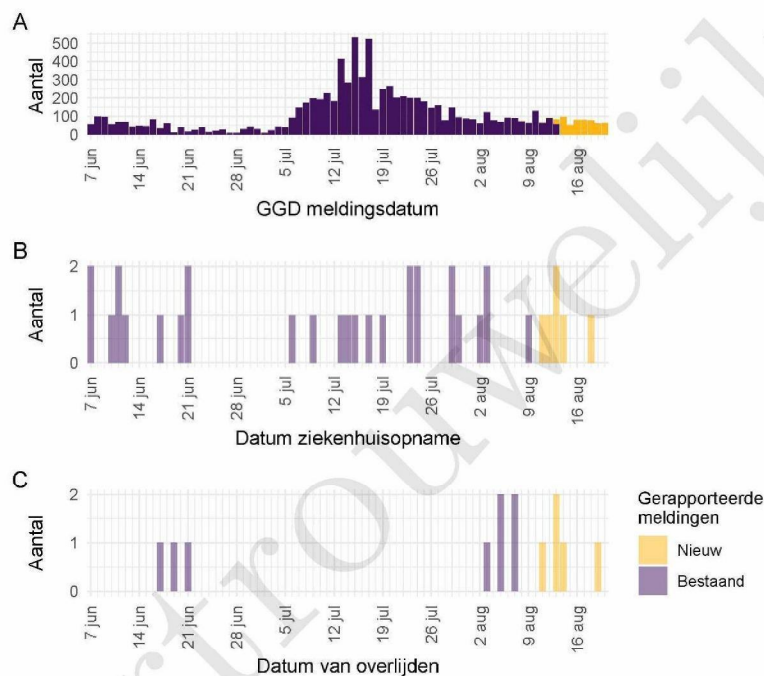 A
Aantal
500
400
300
200
100
0
7 jun
14 jun
21 jun
28 jun
5 jul
12 jul
19 jul
26 jul
2 aug
9 aug
16 aug
GGD meldingsdatum
B
Aantal
2
1
0
7 jun
14 jun
21 jun
28 jun
5 jul
12 jul
19 jul
26 jul
2 aug
9 aug
16 aug
Datum ziekenhuisopname
C
Aantal
2
1
0
7 jun
14 jun
21 jun
28 jun
5 jul
12 jul
19 jul
26 jul
2 aug
9 aug
16 aug
Datum van overlijden
Gerapporteerde
meldingen
Nieuw
Bestaand
rtrouwelijk